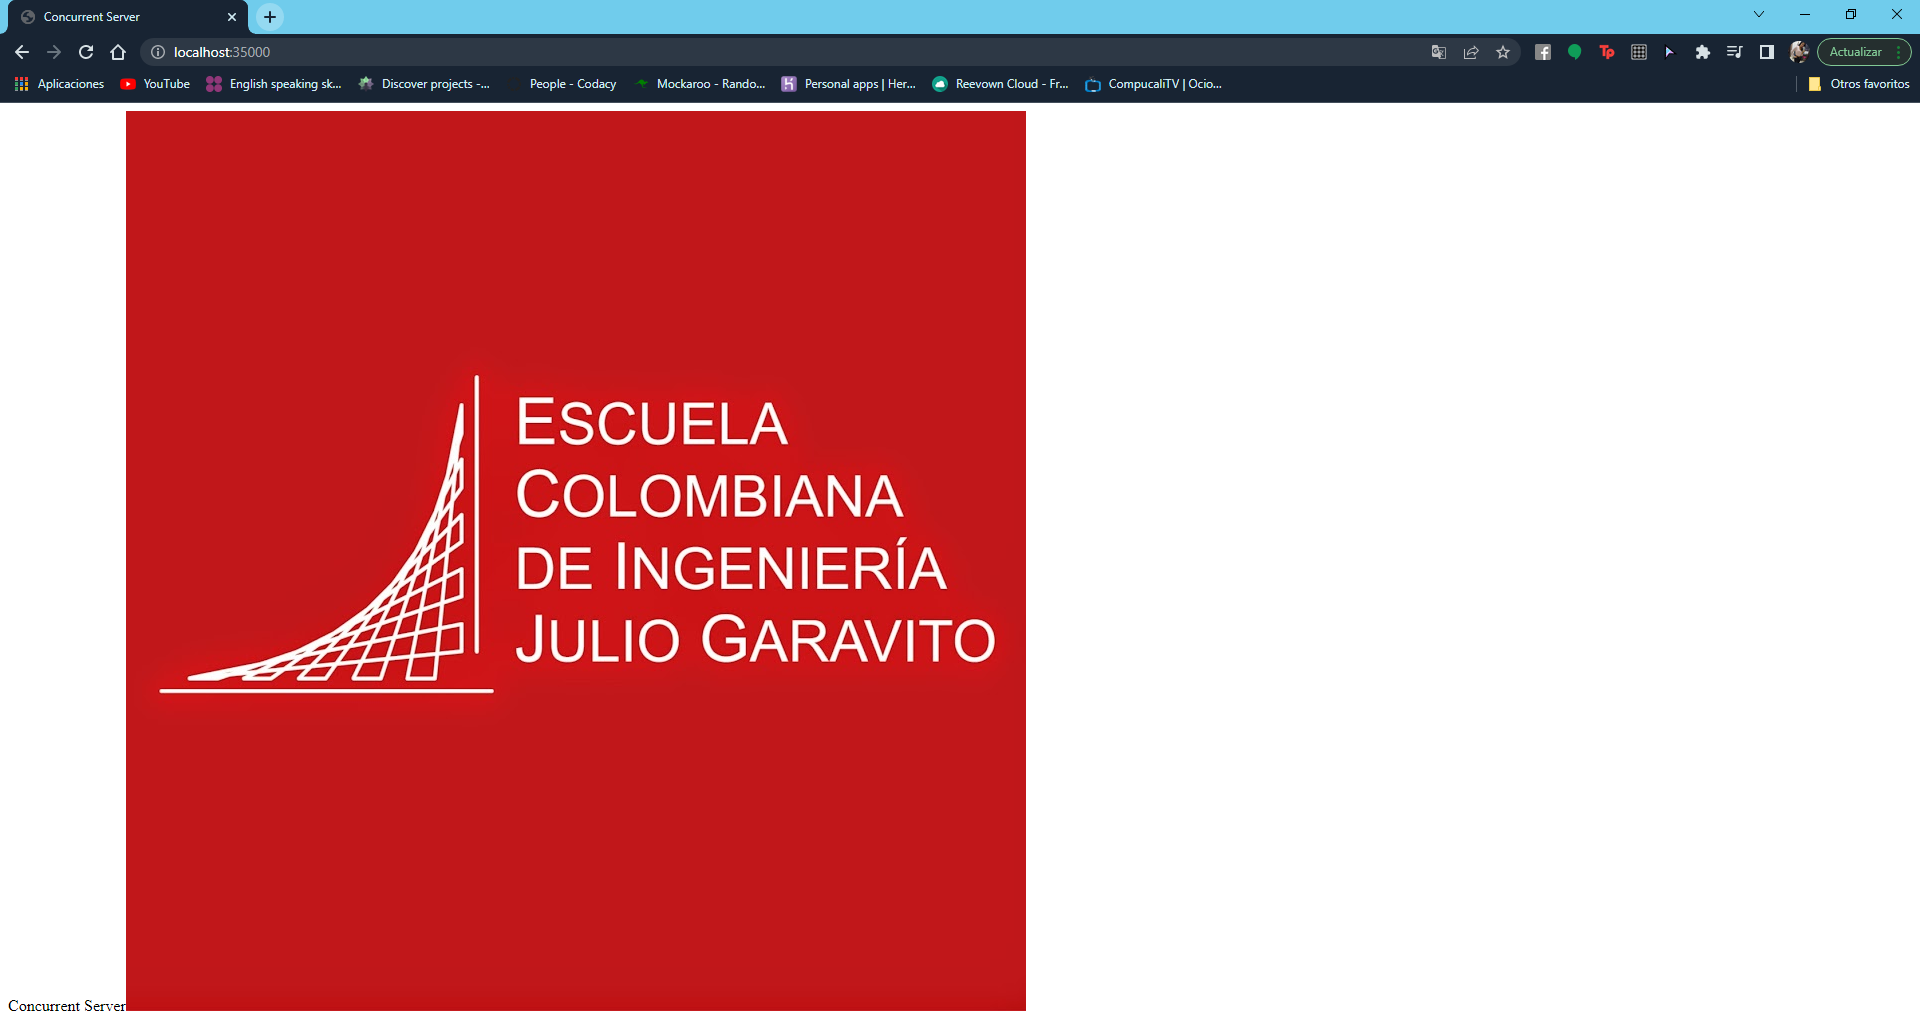 Concurrent Server
localhost:35000
Tp
Actualizar
Aplicaciones
YouTube
English speaking sk...
Discover projects -...
People - Codacy
Mockaroo - Rando...
Personal apps | Her...
Reevown Cloud - Fr...
CompucaliTV | Ocio...
Otros favoritos
ESCUELA
COLOMBIANA
DE INGENIERÍA
JULIO GARAVITO
Concurrent Server